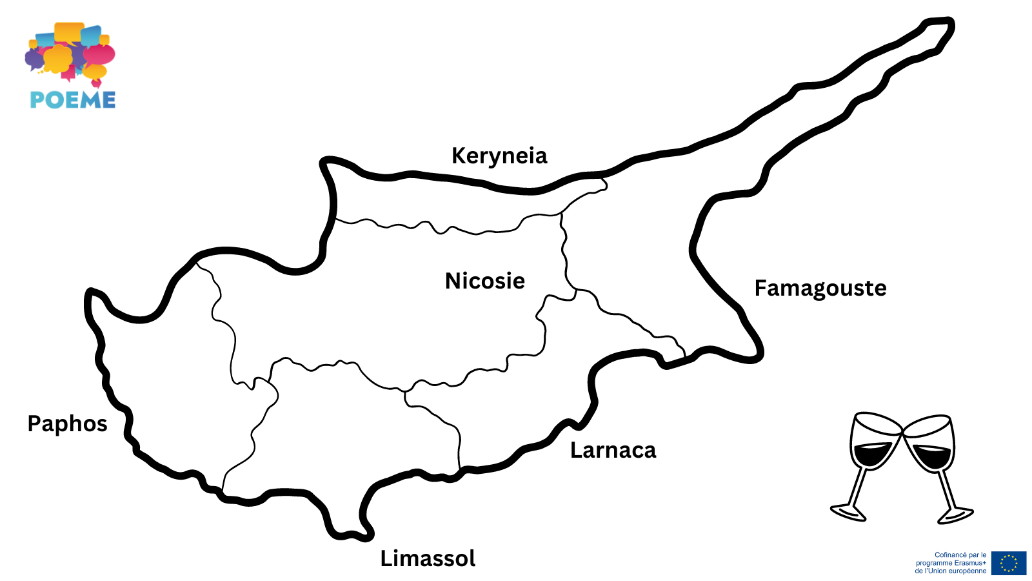 POEME
Keryneia
Nicosie
Famagouste
Paphos
Larnaca
Limassol
Cofinancé par le
programme Erasmus+
de l'Union européenne